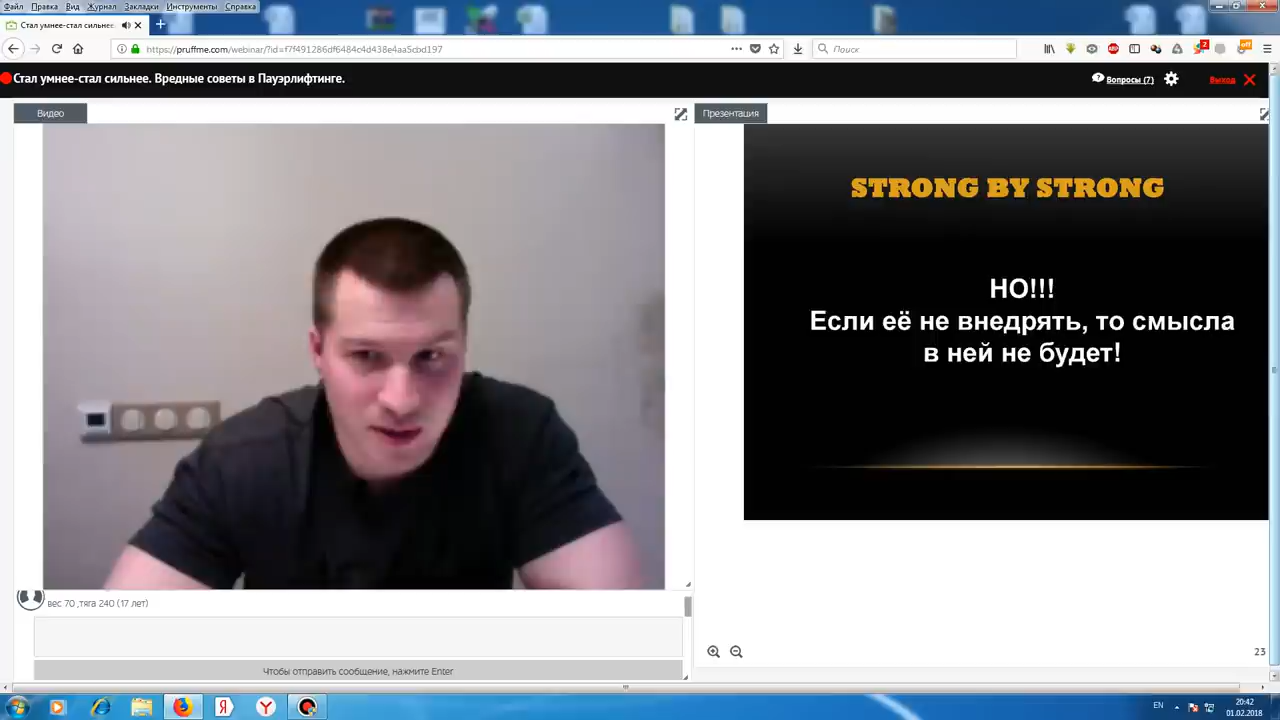 Файл Правка Вид Журнал Закладки Инструменты Справка
Стал умнее-стал сильнее.
https://pruffme.com/webinar/?id=f7f491286df6484c4d438e4aa5cbd197
Поиск
Стал умнее-стал сильнее. Вредные советы в Пауэрлифтинге.
Вопросы (7)
Выход
Видео
Презентация
STRONG BY STRONG
НО!!!
Если её не внедрять, то смысла
в ней не будет!
вес 70 ,тяга 240 (17 лет)
Чтобы отправить сообщение, нажмите Enter
23
EN
20:42
01.02.2018